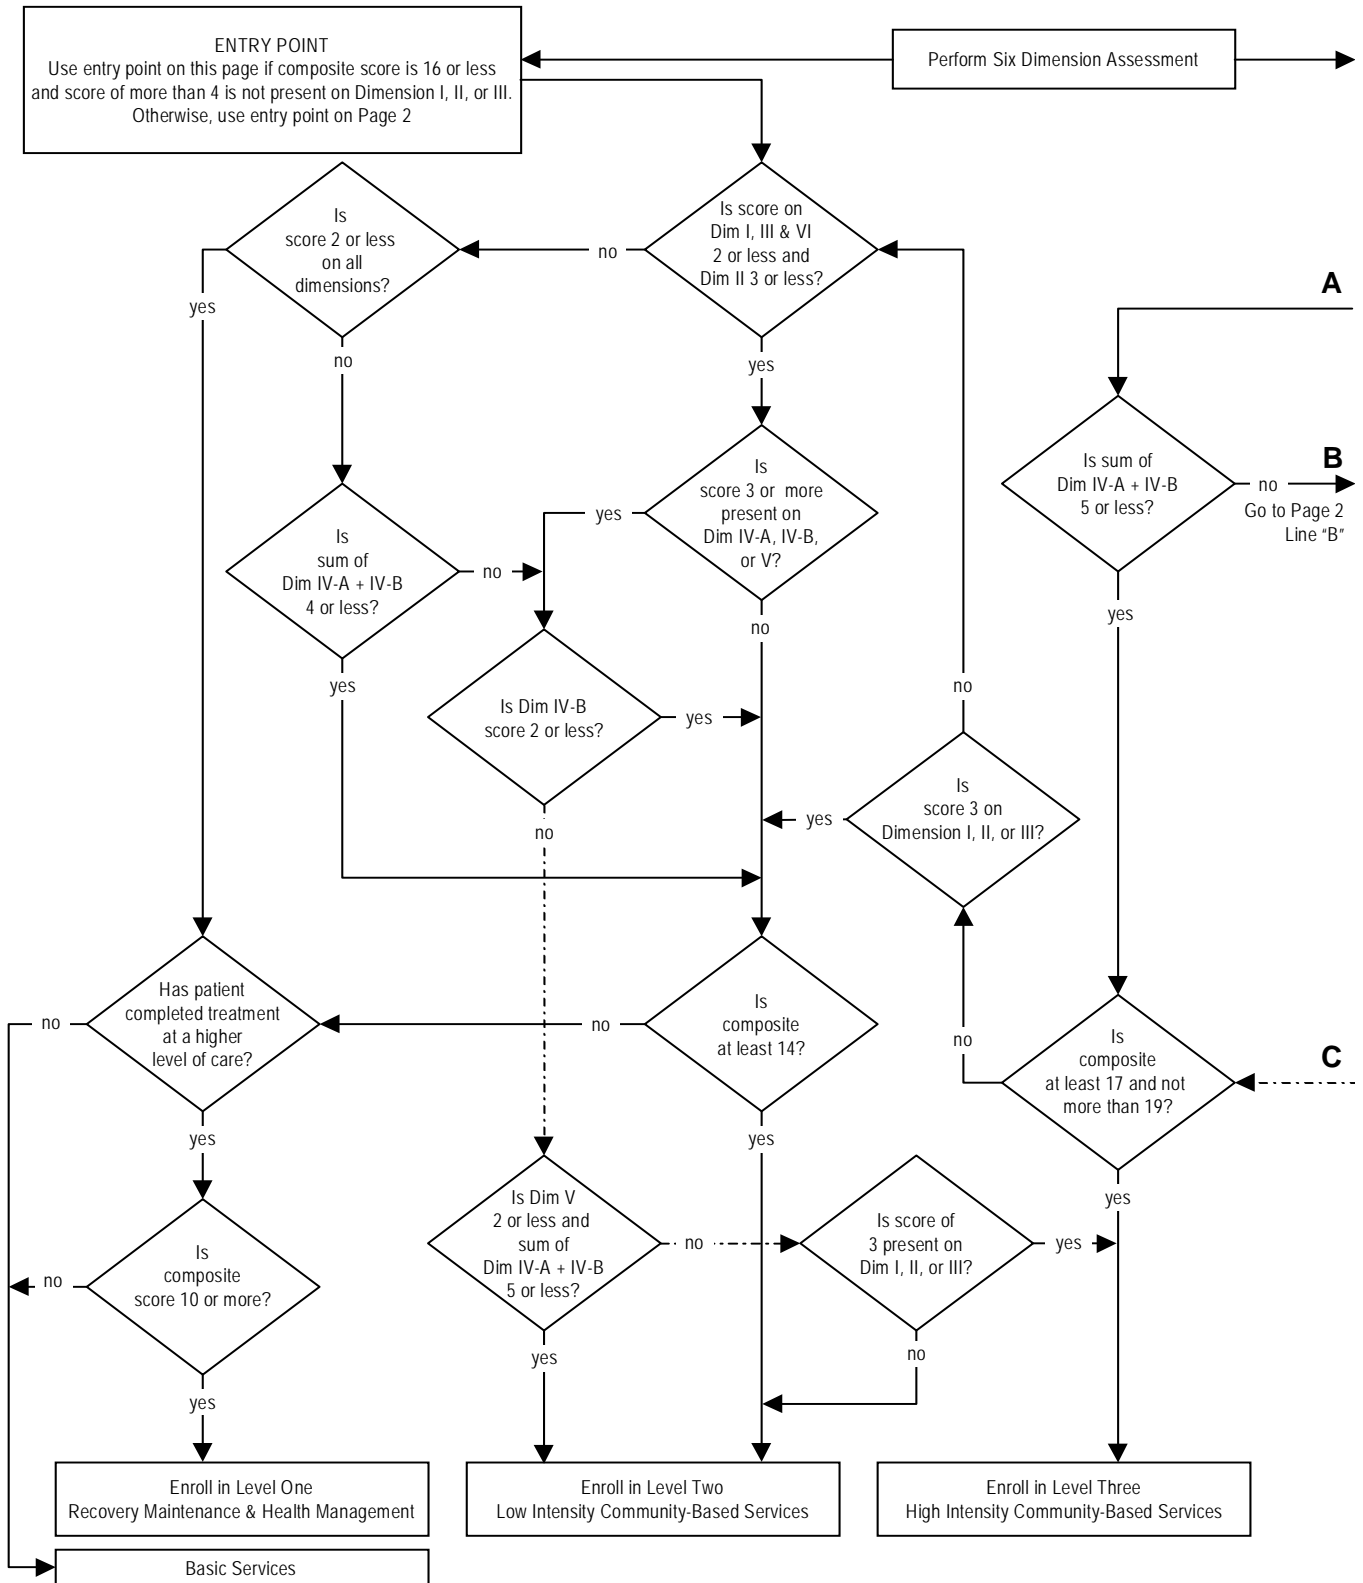 ENTRY POINT
Use entry point on this page if composite score is 16 or less
and score of more than 4 is not present on Dimension I, II, or III.
Otherwise, use entry point on Page 2
Perform Six Dimension Assessment
Is
score 2 or less
on all
dimensions?
no
Is score on
Dim I, III & VI
2 or less and
Dim II 3 or less?
yes
no
yes
A
Is
score 3 or  more
present on
Dim IV-A, IV-B,
or V?
yes
no
Is sum of
Dim IV-A + IV-B
5 or less?
no
B
Go to Page 2
Line "B"
yes
Is
sum of
Dim IV-A + IV-B
4 or less?
no
yes
Is Dim IV-B
score 2 or less?
yes
no
no
Is
score 3 on
Dimension I, II, or III?
yes
no
Has patient
completed treatment
at a higher
level of care?
no
yes
Is
composite
at least 14?
no
yes
Is
composite
at least 17 and not
more than 19?
C
yes
Is
composite
score 10 or more?
no
yes
Is Dim V
2 or less and
sum of
Dim IV-A + IV-B
5 or less?
no
yes
Is score of
3 present on
Dim I, II, or III?
yes
no
Enroll in Level One
Recovery Maintenance & Health Management
Enroll in Level Two
Low Intensity Community-Based Services
Enroll in Level Three
High Intensity Community-Based Services
Basic Services